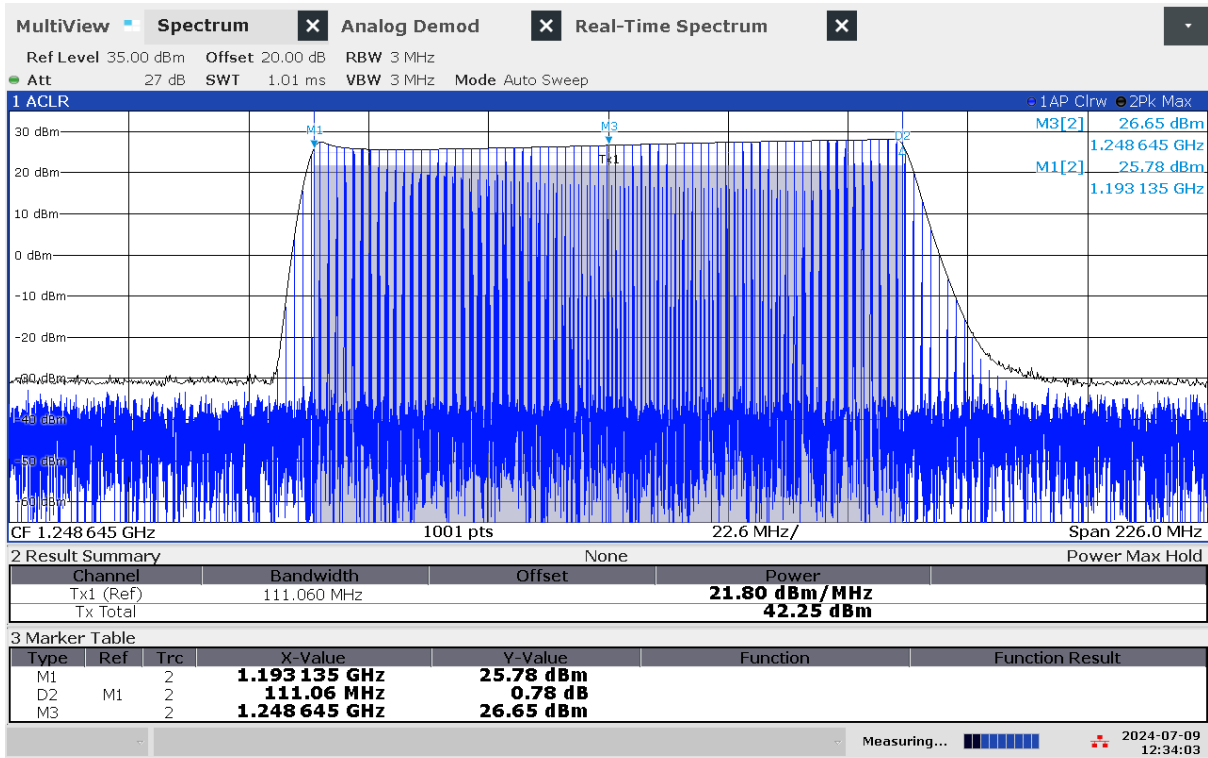 MultiView Spectrum X Analog Demod X Real-Time Spectrum X
Ref Level 35.00 dBm Offset 20.00 dB RBW 3 MHz
Att 27 dB SWT 1.01 ms VBW 3 MHz Mode Auto Sweep
1 ACLR 1AP Clrw 2Pk Max
M3[2] 26.65 dBm
1.248 645 GHz
M1[2] 25.78 dBm
1.193 135 GHz
M1
M3
D2
Tx1
30 dBm
20 dBm
10 dBm
0 dBm
-10 dBm
-20 dBm
-30 dBm
-40 dBm
-50 dBm
-60 dBm
CF 1.248 645 GHz 1001 pts 22.6 MHz/ Span 226.0 MHz
2 Result Summary None Power Max Hold
Channel Bandwidth Offset Power
Tx1 (Ref) 111.060 MHz 21.80 dBm/MHz
Tx Total 42.25 dBm
3 Marker Table
Type Ref Trc X-Value Y-Value Function Function Result
M1 2 1.193 135 GHz 25.78 dBm
D2 M1 2 111.06 MHz 0.78 dB
M3 2 1.248 645 GHz 26.65 dBm
Measuring... 2024-07-09
12:34:03